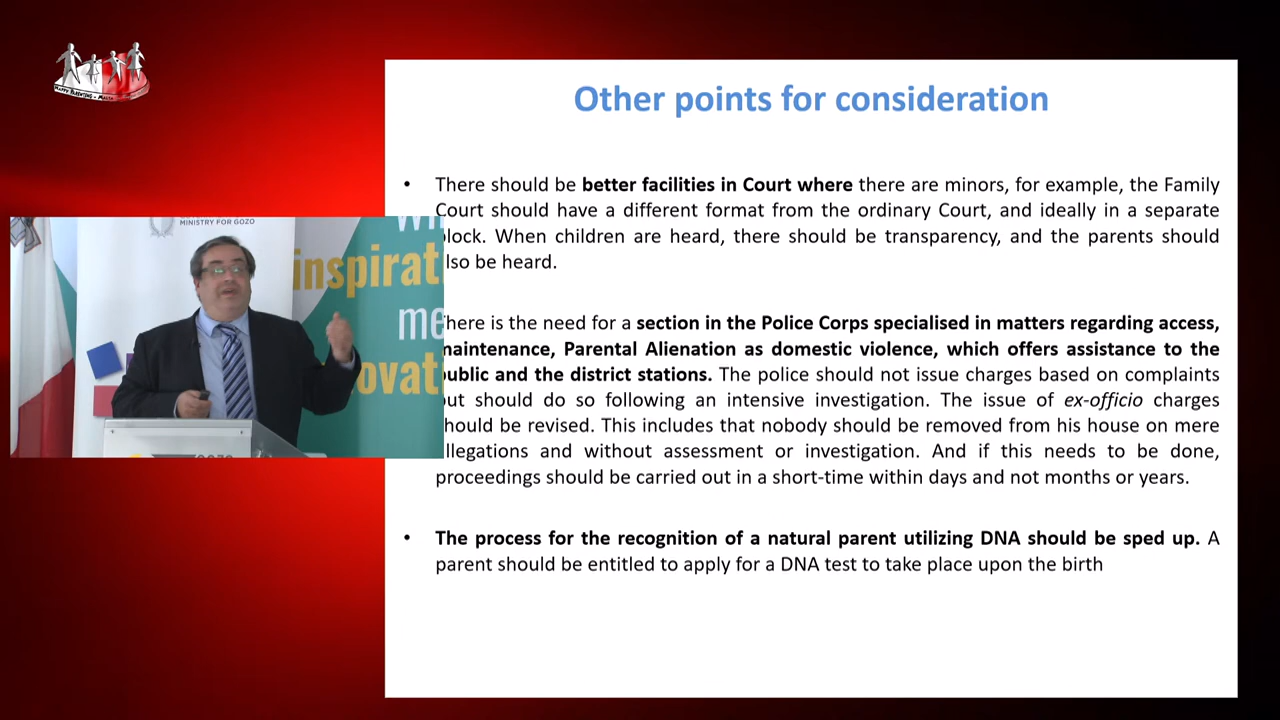 HAPPY PARENTING - MALTA
Other points for consideration
• There should be better facilities in Court where there are minors, for example, the Family
Court should have a different format from the ordinary Court, and ideally in a separate
lock. When children are heard, there should be transparency, and the parents should
lso be heard.
MINISTRY FOR GOZO
inspirat
me
ovat
here is the need for a section in the Police Corps specialised in matters regarding access,
maintenance, Parental Alienation as domestic violence, which offers assistance to the
ublic and the district stations. The police should not issue charges based on complaints
ut should do so following an intensive investigation. The issue of ex-officio charges
hould be revised. This includes that nobody should be removed from his house on mere
llegations and without assessment or investigation. And if this needs to be done,
proceedings should be carried out in a short-time within days and not months or years.
• The process for the recognition of a natural parent utilizing DNA should be sped up. A
parent should be entitled to apply for a DNA test to take place upon the birth